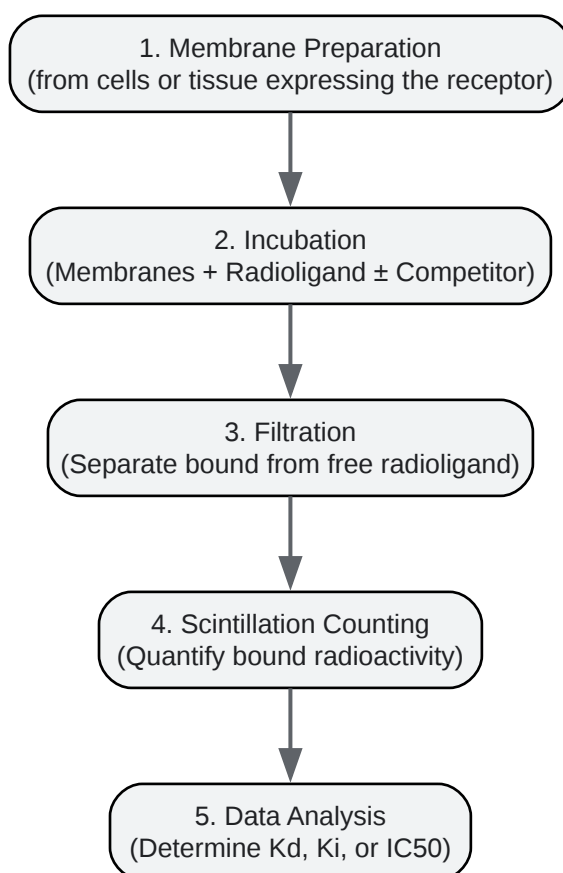 1. Membrane Preparation
(from cells or tissue expressing the receptor)
2. Incubation
(Membranes + Radioligand ± Competitor)
3. Filtration
(Separate bound from free radioligand)
4. Scintillation Counting
(Quantify bound radioactivity)
5. Data Analysis
(Determine Kd, Ki, or IC50)